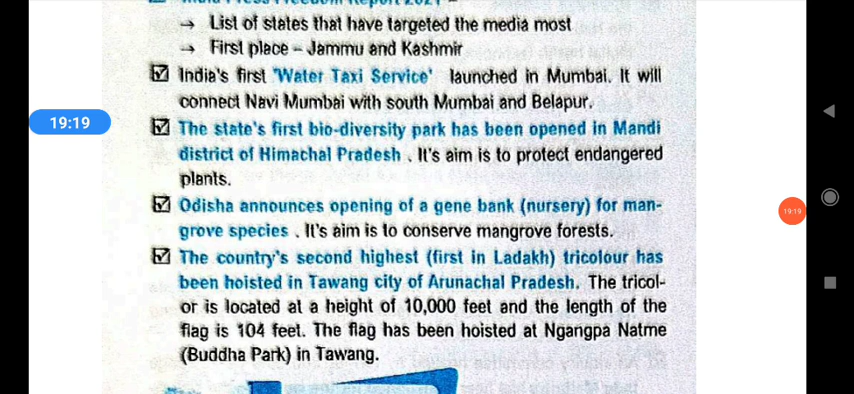 India Press Freedom Report 2021 –
→ List of states that have targeted the media most
→ First place – Jammu and Kashmir
India's first 'Water Taxi Service' launched in Mumbai. It will
connect Navi Mumbai with south Mumbai and Belapur.
19:19
The state's first bio-diversity park has been opened in Mandi
district of Himachal Pradesh . It's aim is to protect endangered
plants.
19:19
Odisha announces opening of a gene bank (nursery) for man-
grove species . It's aim is to conserve mangrove forests.
The country's second highest (first in Ladakh) tricolour has
been hoisted in Tawang city of Arunachal Pradesh. The tricol-
or is located at a height of 10,000 feet and the length of the
flag is 104 feet. The flag has been hoisted at Ngangpa Natme
(Buddha Park) in Tawang.